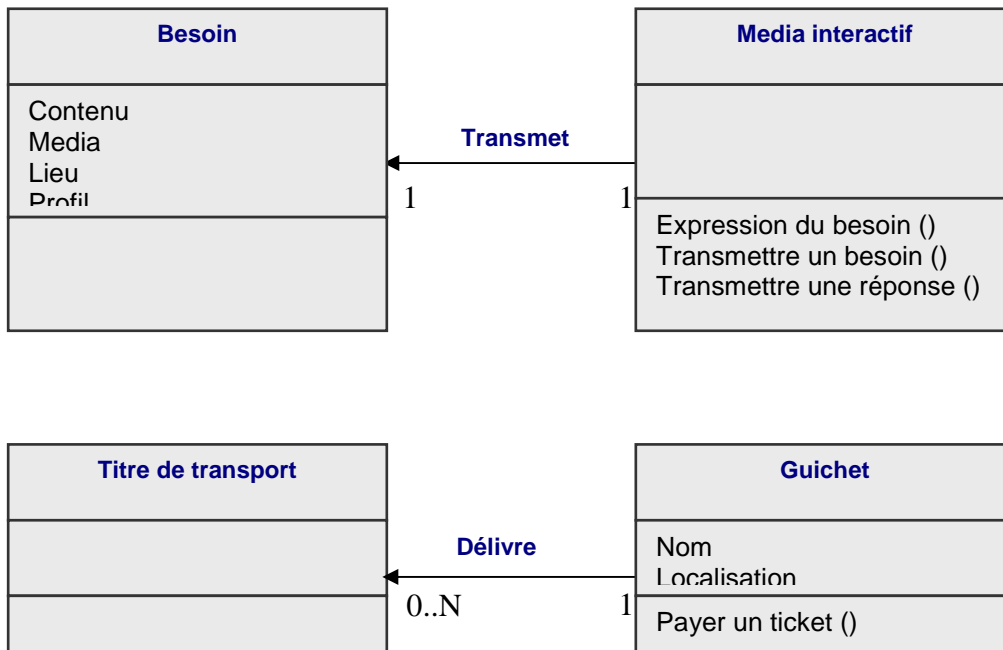 Besoin
Contenu
Media
Lieu
Profil
Transmet
1 1
Media interactif
Expression du besoin ()
Transmettre un besoin ()
Transmettre une réponse ()
Titre de transport
Délivre
0..N 1
Guichet
Nom
Localisation
Payer un ticket ()